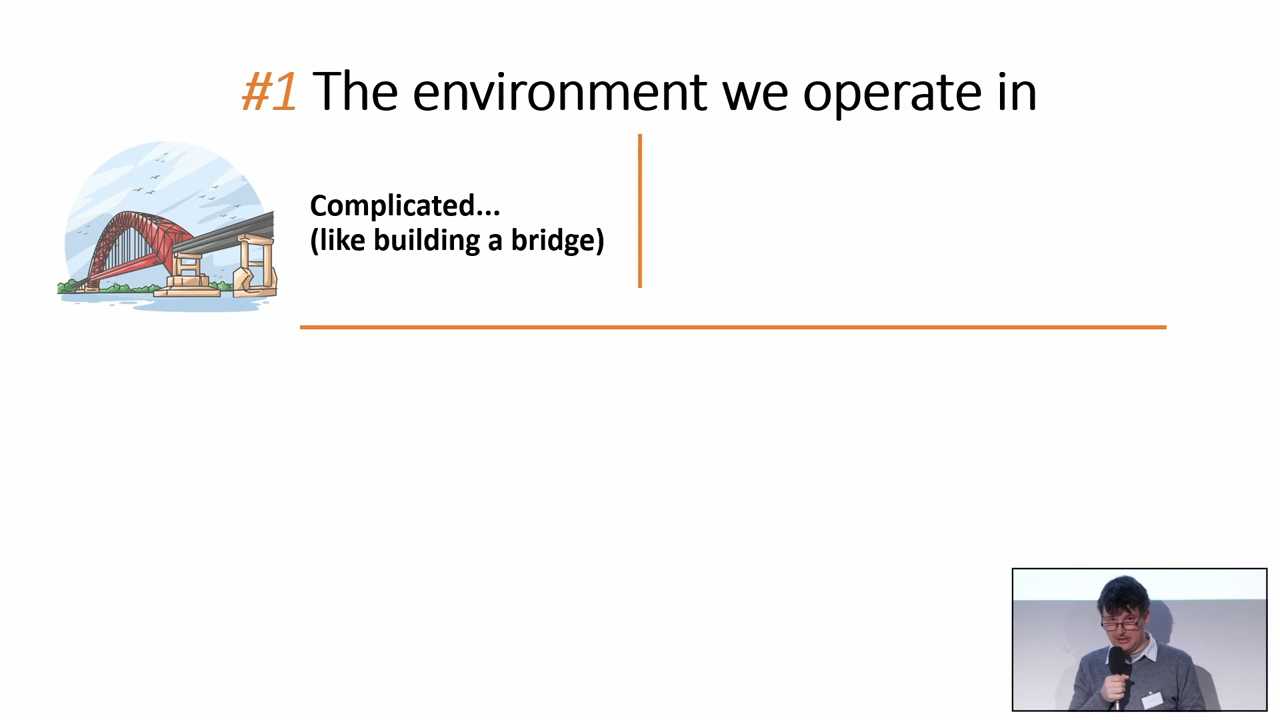 #1 The environment we operate in
Complicated...
(like building a bridge)